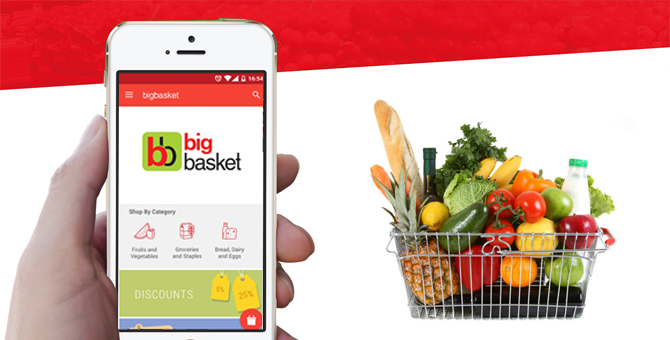 16:54
bigbasket
bb big
basket
Shop By Category
Fruits and
Vegetables
Groceries
and Staples
Bread, Dairy
and Eggs
DISCOUNTS
5%
25%